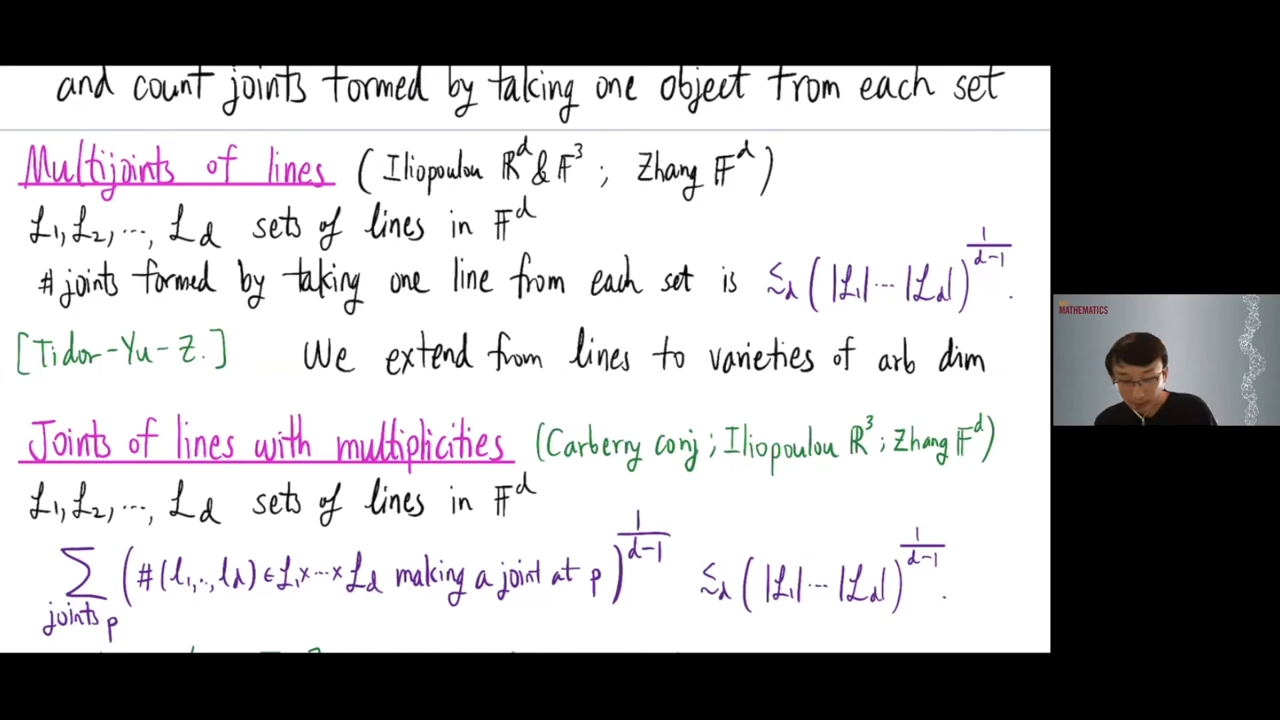 and count joints formed by taking one object from each set
Multijoints of lines (Iliopoulou ℝ^d & 𝔽^3 ; Zhang 𝔽^d)
ℒ_1, ℒ_2, ..., ℒ_d sets of lines in 𝔽^d
# joints formed by taking one line from each set is ≲_d (|ℒ_1| ⋯ |ℒ_d|)^{1/(d-1)}.
[Tidor-Yu-Z.] We extend from lines to varieties of arb dim
Joints of lines with multiplicities (Carberry conj ; Iliopoulou ℝ^3 ; Zhang 𝔽^d)
ℒ_1, ℒ_2, ..., ℒ_d sets of lines in 𝔽^d
∑_{joints p} (#(l_1, .., l_d) ∈ ℒ_1 × ⋯ × ℒ_d making a joint at p)^{1/(d-1)} ≲_d (|ℒ_1| ⋯ |ℒ_d|)^{1/(d-1)}.
MATHEMATICS